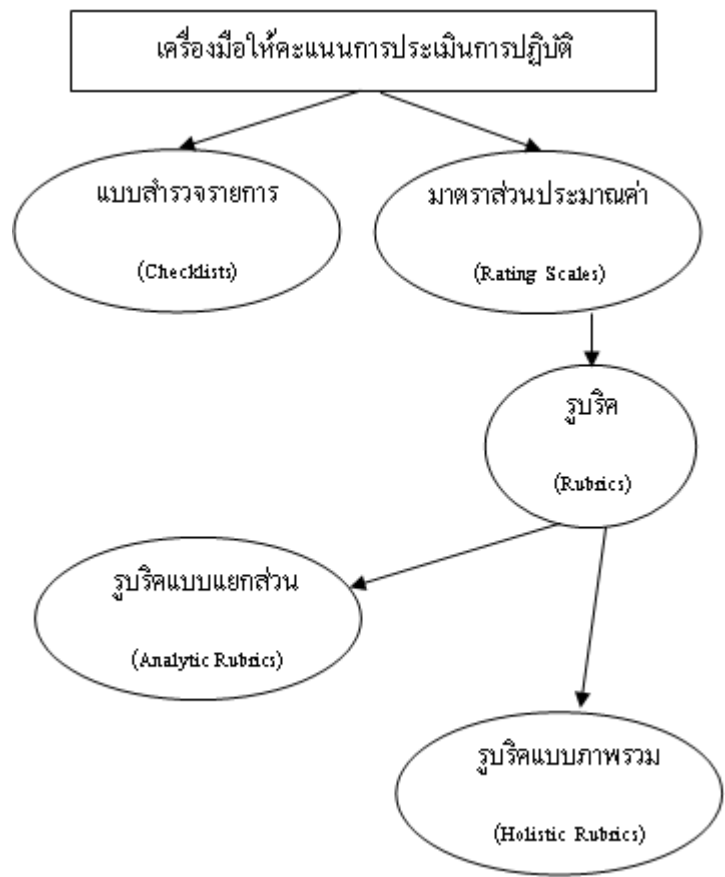 เครื่องมือให้คะแนนการประเมินการปฏิบัติ
แบบสำรวจรายการ
(Checklists)
มาตราส่วนประมาณค่า
(Rating Scales)
รูบริค
(Rubrics)
รูบริคแบบแยกส่วน
(Analytic Rubrics)
รูบริคแบบภาพรวม
(Holistic Rubrics)